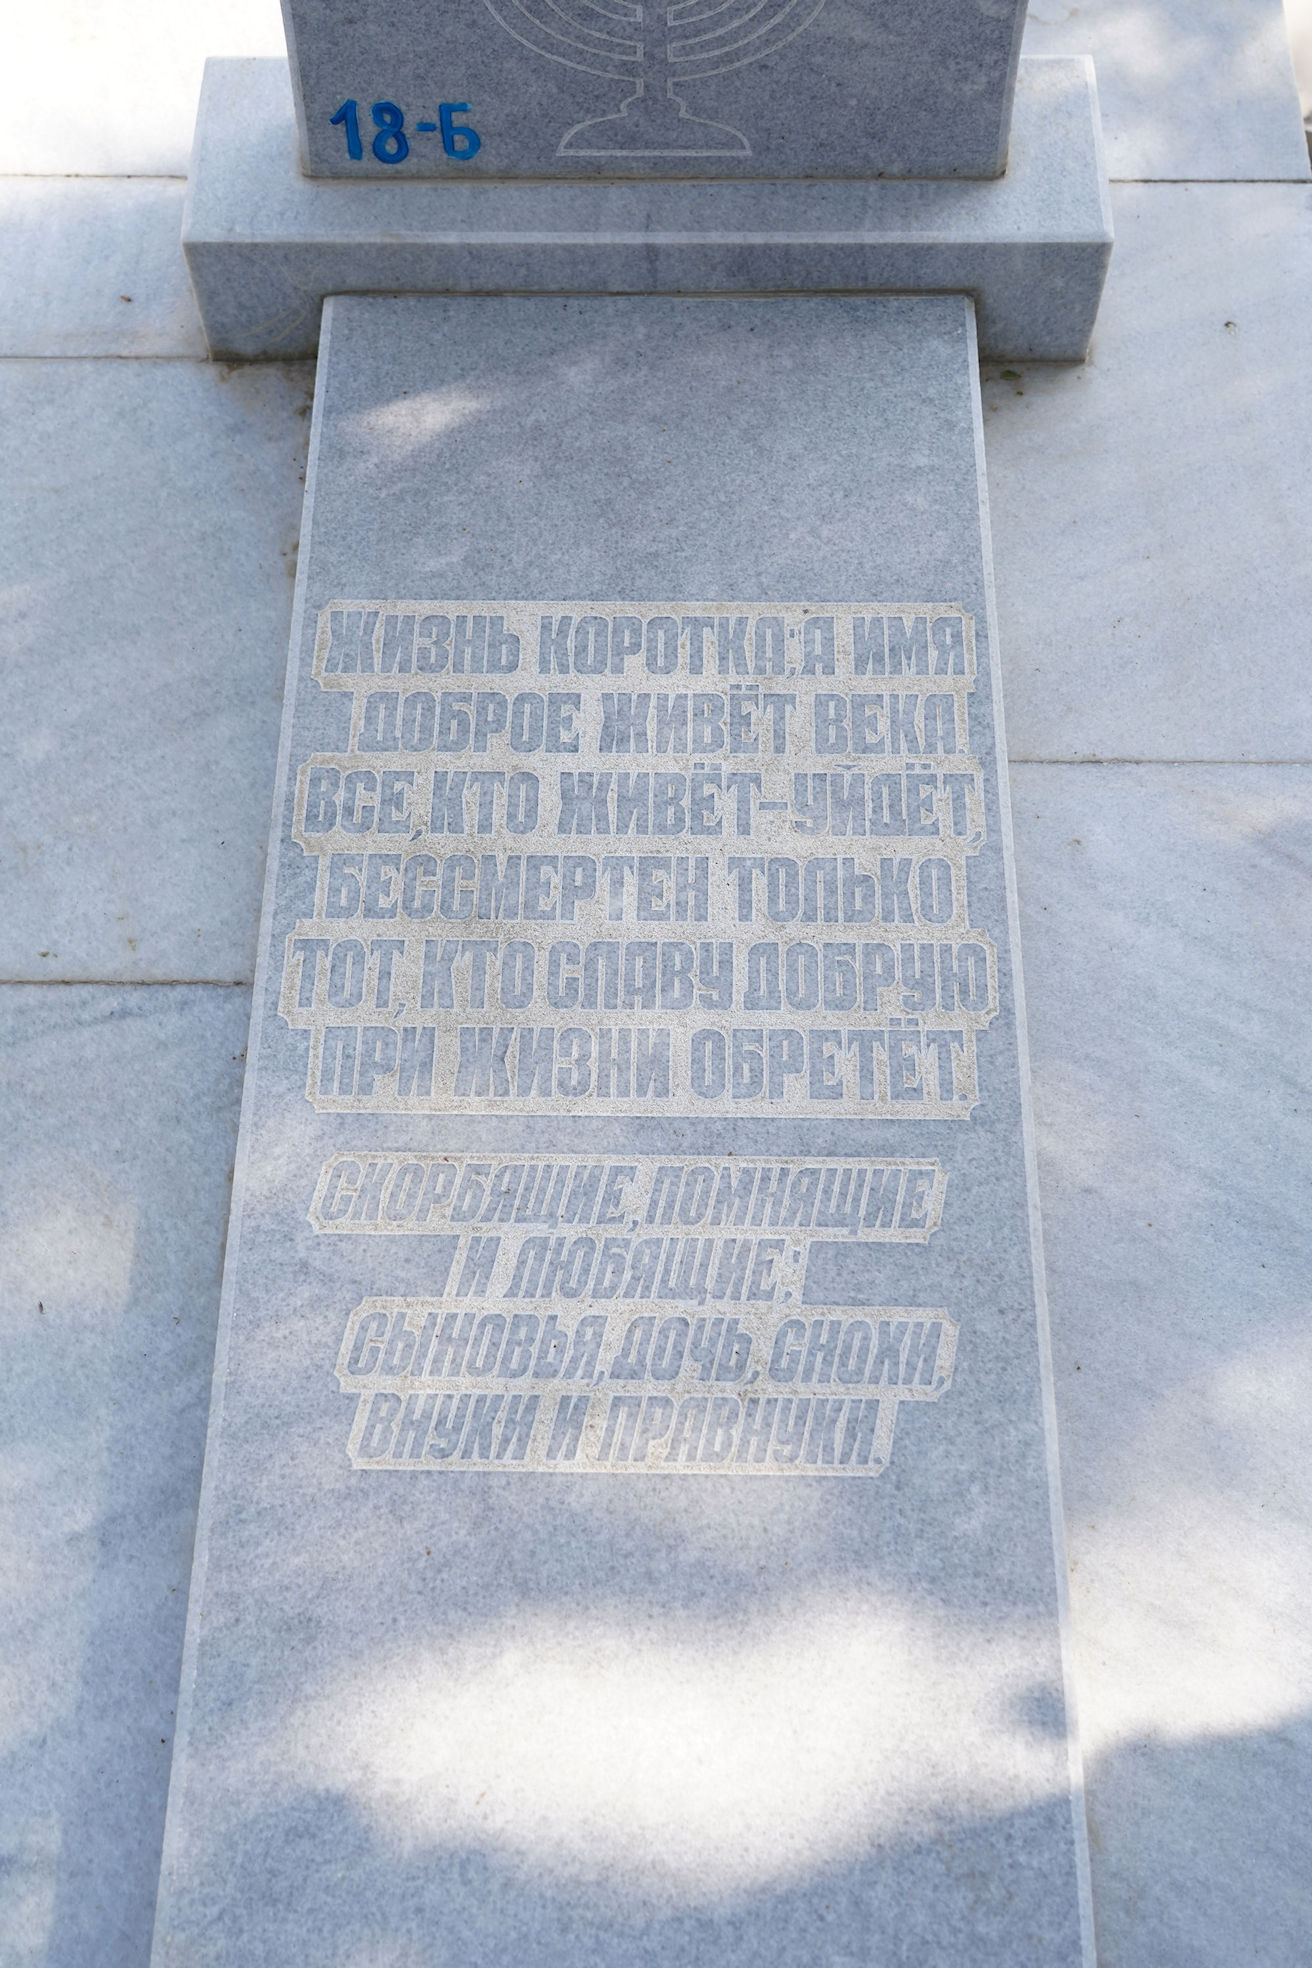 18-Б
ЖИЗНЬ КОРОТКА; А ИМЯ
ДОБРОЕ ЖИВЁТ ВЕКА.
ВСЕ, КТО ЖИВЁТ-УЙДЁТ,
БЕССМЕРТЕН ТОЛЬКО
ТОТ, КТО СЛАВУ ДОБРУЮ
ПРИ ЖИЗНИ ОБРЕТЁТ.
СКОРБЯЩИЕ, ПОМНЯЩИЕ
И ЛЮБЯЩИЕ;
СЫНОВЬЯ, ДОЧЬ, СНОХИ,
ВНУКИ И ПРАВНУКИ.